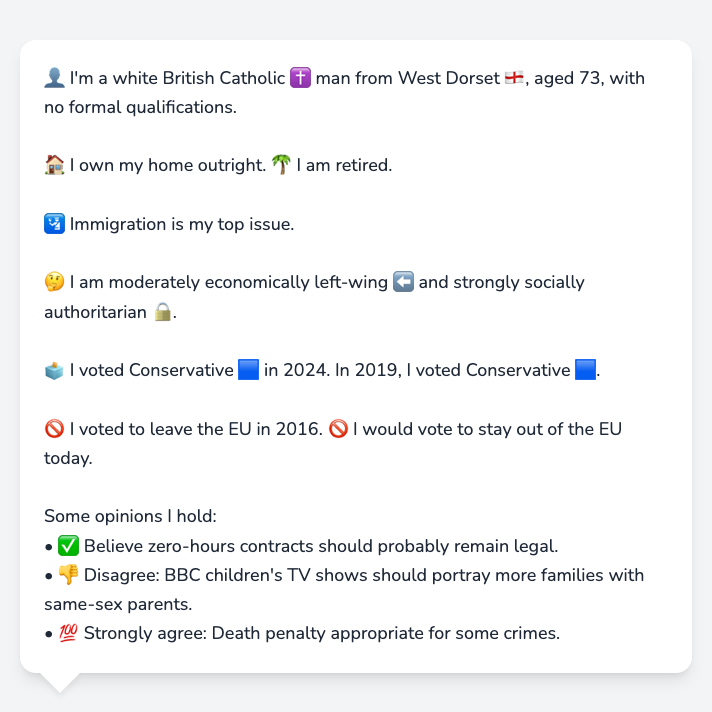 👤 I'm a white British Catholic ✝️ man from West Dorset 🏴󠁧󠁢󠁥󠁮󠁧󠁿, aged 73, with
no formal qualifications.
🏠 I own my home outright. 🌴 I am retired.
🛂 Immigration is my top issue.
🤔 I am moderately economically left-wing ⬅️ and strongly socially
authoritarian 🔒.
🗳️ I voted Conservative 🟦 in 2024. In 2019, I voted Conservative 🟦.
🚫 I voted to leave the EU in 2016. 🚫 I would vote to stay out of the EU
today.
Some opinions I hold:
• ✅ Believe zero-hours contracts should probably remain legal.
• 👎 Disagree: BBC children's TV shows should portray more families with
same-sex parents.
• 💯 Strongly agree: Death penalty appropriate for some crimes.